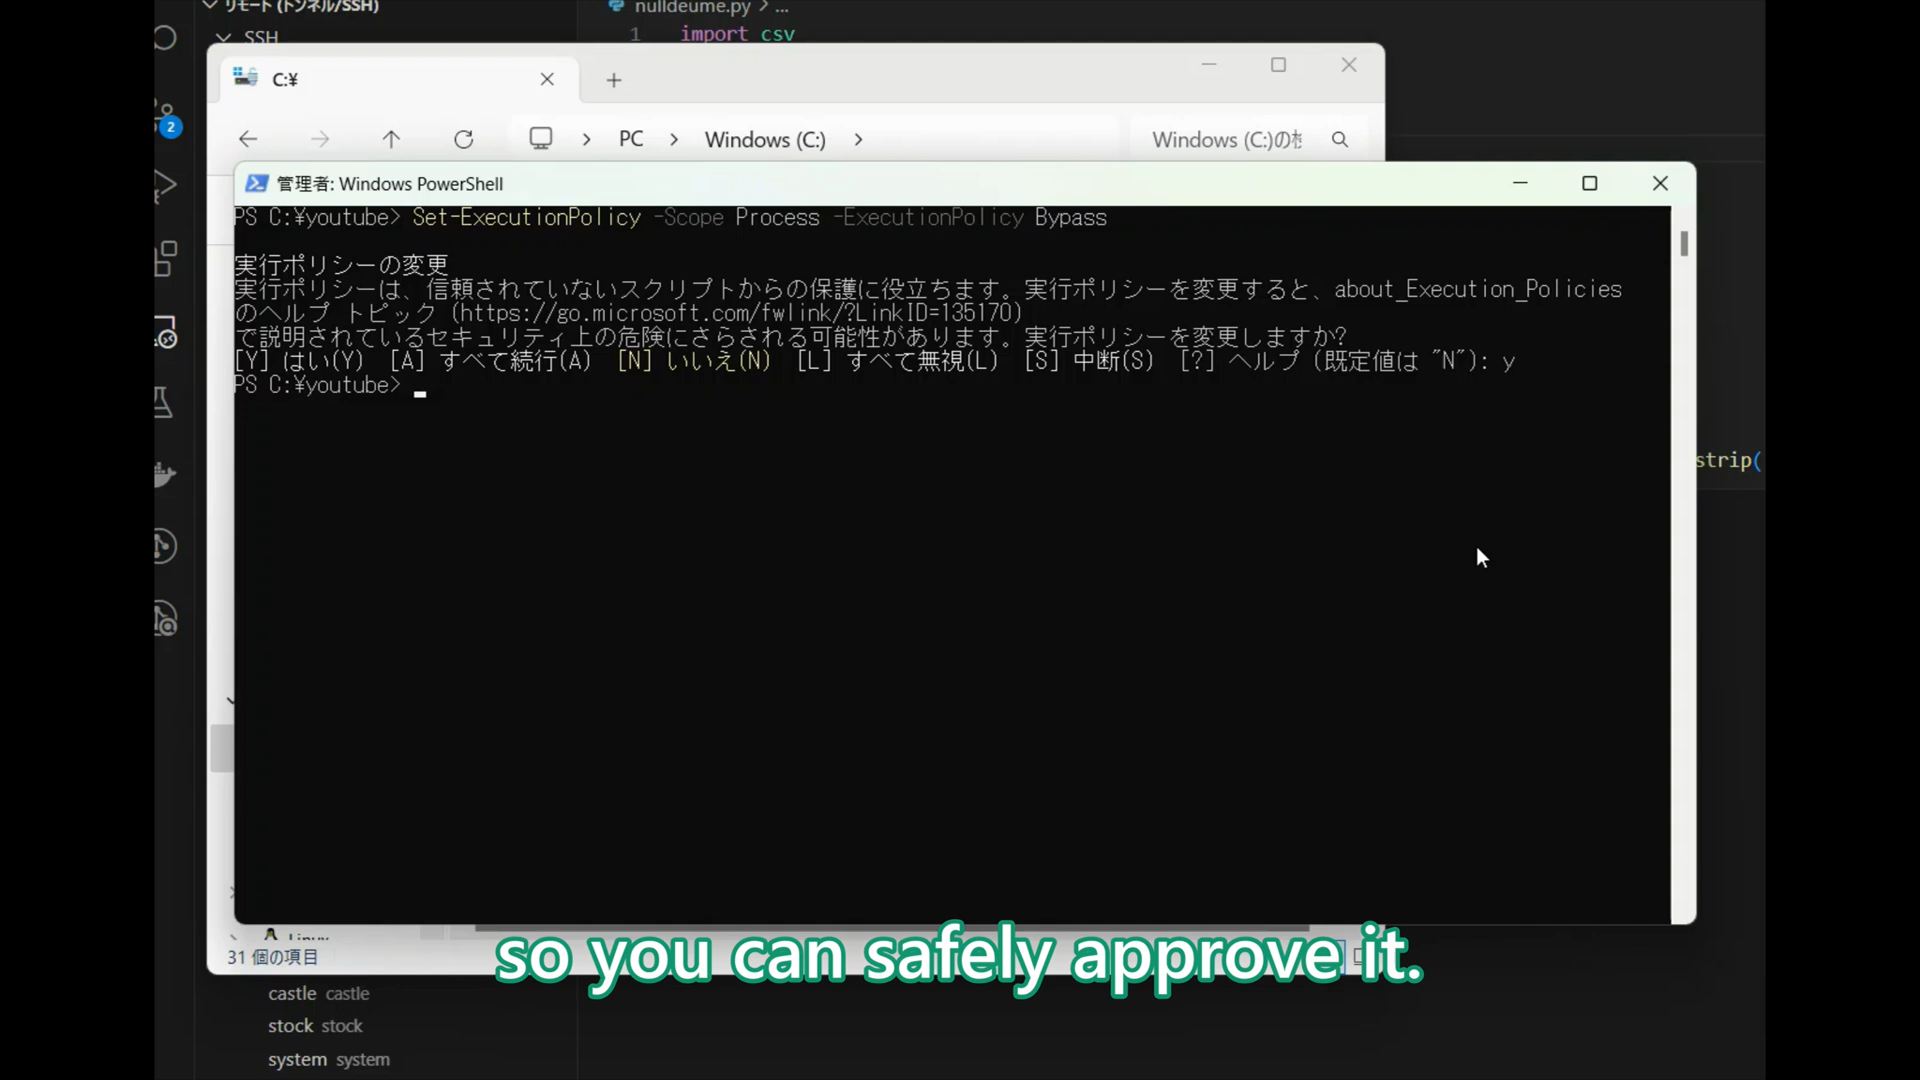 リモート (トンネル/SSH)
nulldeume.py > ...
SSH
1 import csv
C:¥
2
PC > Windows (C:) >
Windows (C:)の検
管理者: Windows PowerShell
PS C:¥youtube> Set-ExecutionPolicy -Scope Process -ExecutionPolicy Bypass
実行ポリシーの変更
実行ポリシーは、信頼されていないスクリプトからの保護に役立ちます。実行ポリシーを変更すると、about_Execution_Policies
のヘルプ トピック (https://go.microsoft.com/fwlink/?LinkID=135170)
で説明されているセキュリティ上の危険にさらされる可能性があります。実行ポリシーを変更しますか?
[Y] はい(Y)  [A] すべて続行(A)  [N] いいえ(N)  [L] すべて無視(L)  [S] 中断(S)  [?] ヘルプ (既定値は "N"): y
PS C:¥youtube>
strip(
Linux
so you can safely approve it.
31 個の項目
castle castle
stock stock
system system